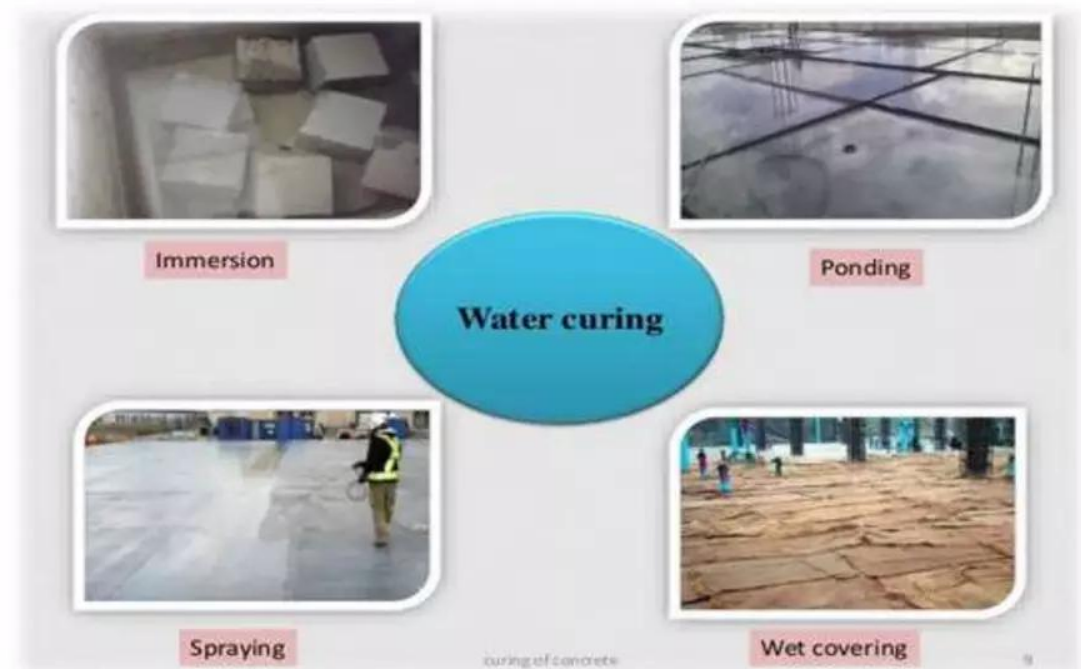 Immersion
Ponding
Water curing
Spraying
Wet covering
curing of concrete
9